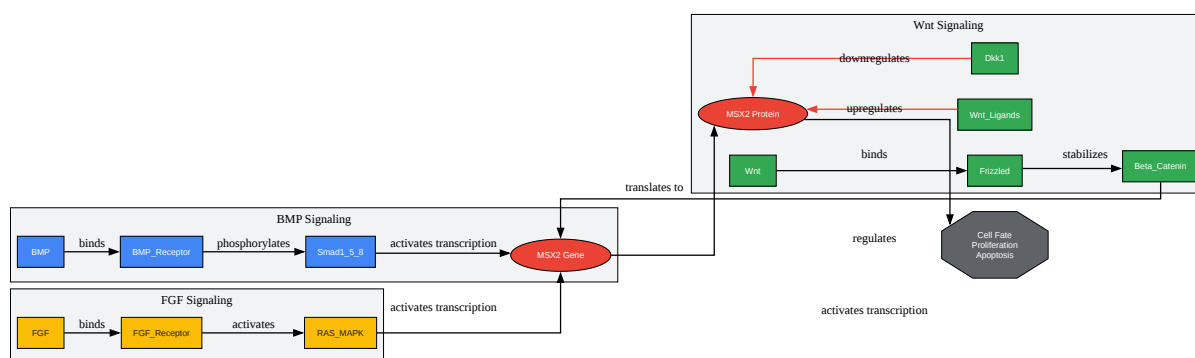 Wnt Signaling
downregulates
Dkk1
MSX2 Protein
upregulates
Wnt_Ligands
Wnt
binds
Frizzled
stabilizes
Beta_Catenin
translates to
BMP Signaling
BMP
binds
BMP_Receptor
phosphorylates
Smad1_5_8
activates transcription
MSX2 Gene
regulates
Cell Fate
Proliferation
Apoptosis
FGF Signaling
FGF
binds
FGF_Receptor
activates
RAS_MAPK
activates transcription
activates transcription